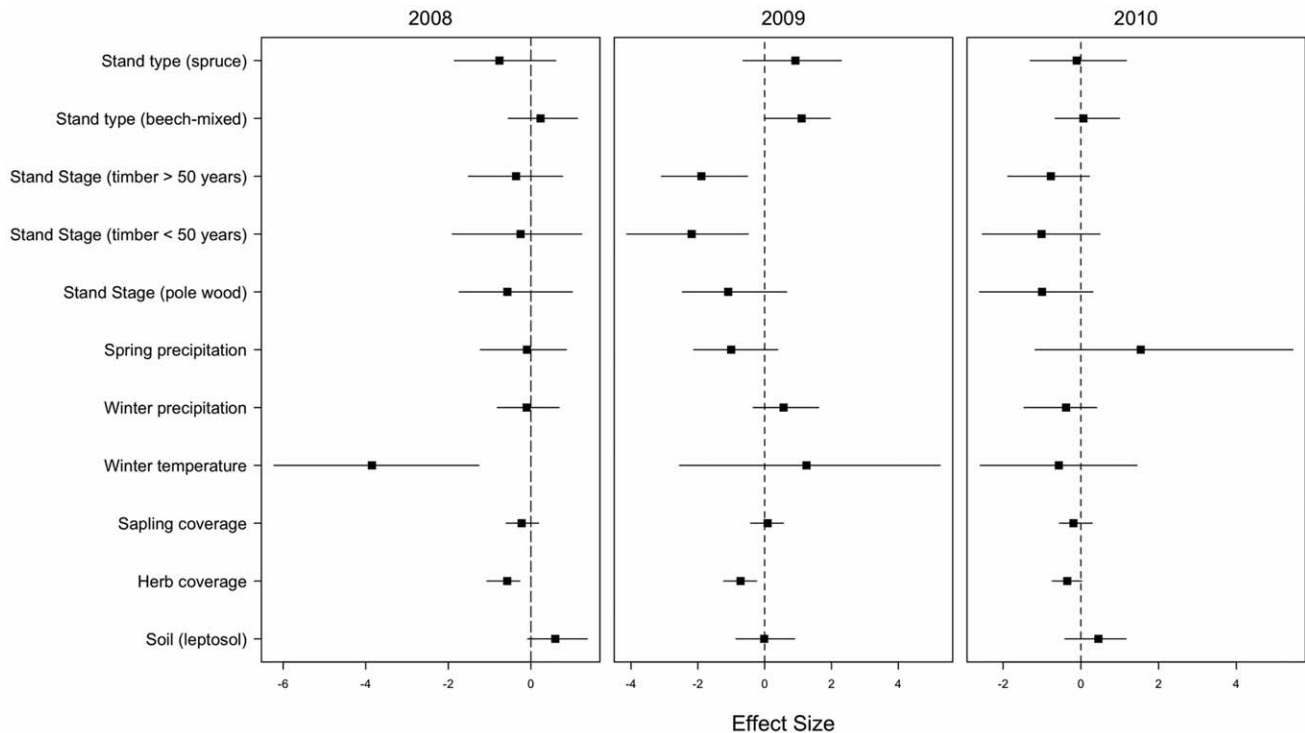 2008 2009 2010
Stand type (spruce)
Stand type (beech-mixed)
Stand Stage (timber > 50 years)
Stand Stage (timber < 50 years)
Stand Stage (pole wood)
Spring precipitation
Winter precipitation
Winter temperature
Sapling coverage
Herb coverage
Soil (leptosol)
-6 -4 -2 0 -4 -2 0 2 4 -2 0 2 4
Effect Size